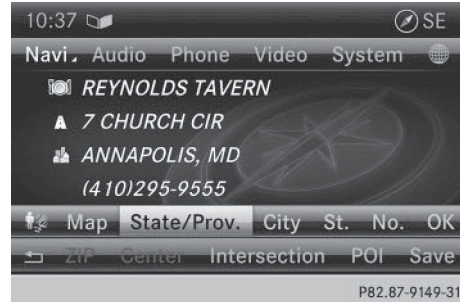 10:37 SE
Navi Audio Phone Video System
REYNOLDS TAVERN
7 CHURCH CIR
ANNAPOLIS, MD
(410)295-9555
Map State/Prov. City St. No. OK
ZIP Center Intersection POI Save
P82.87-9149-31